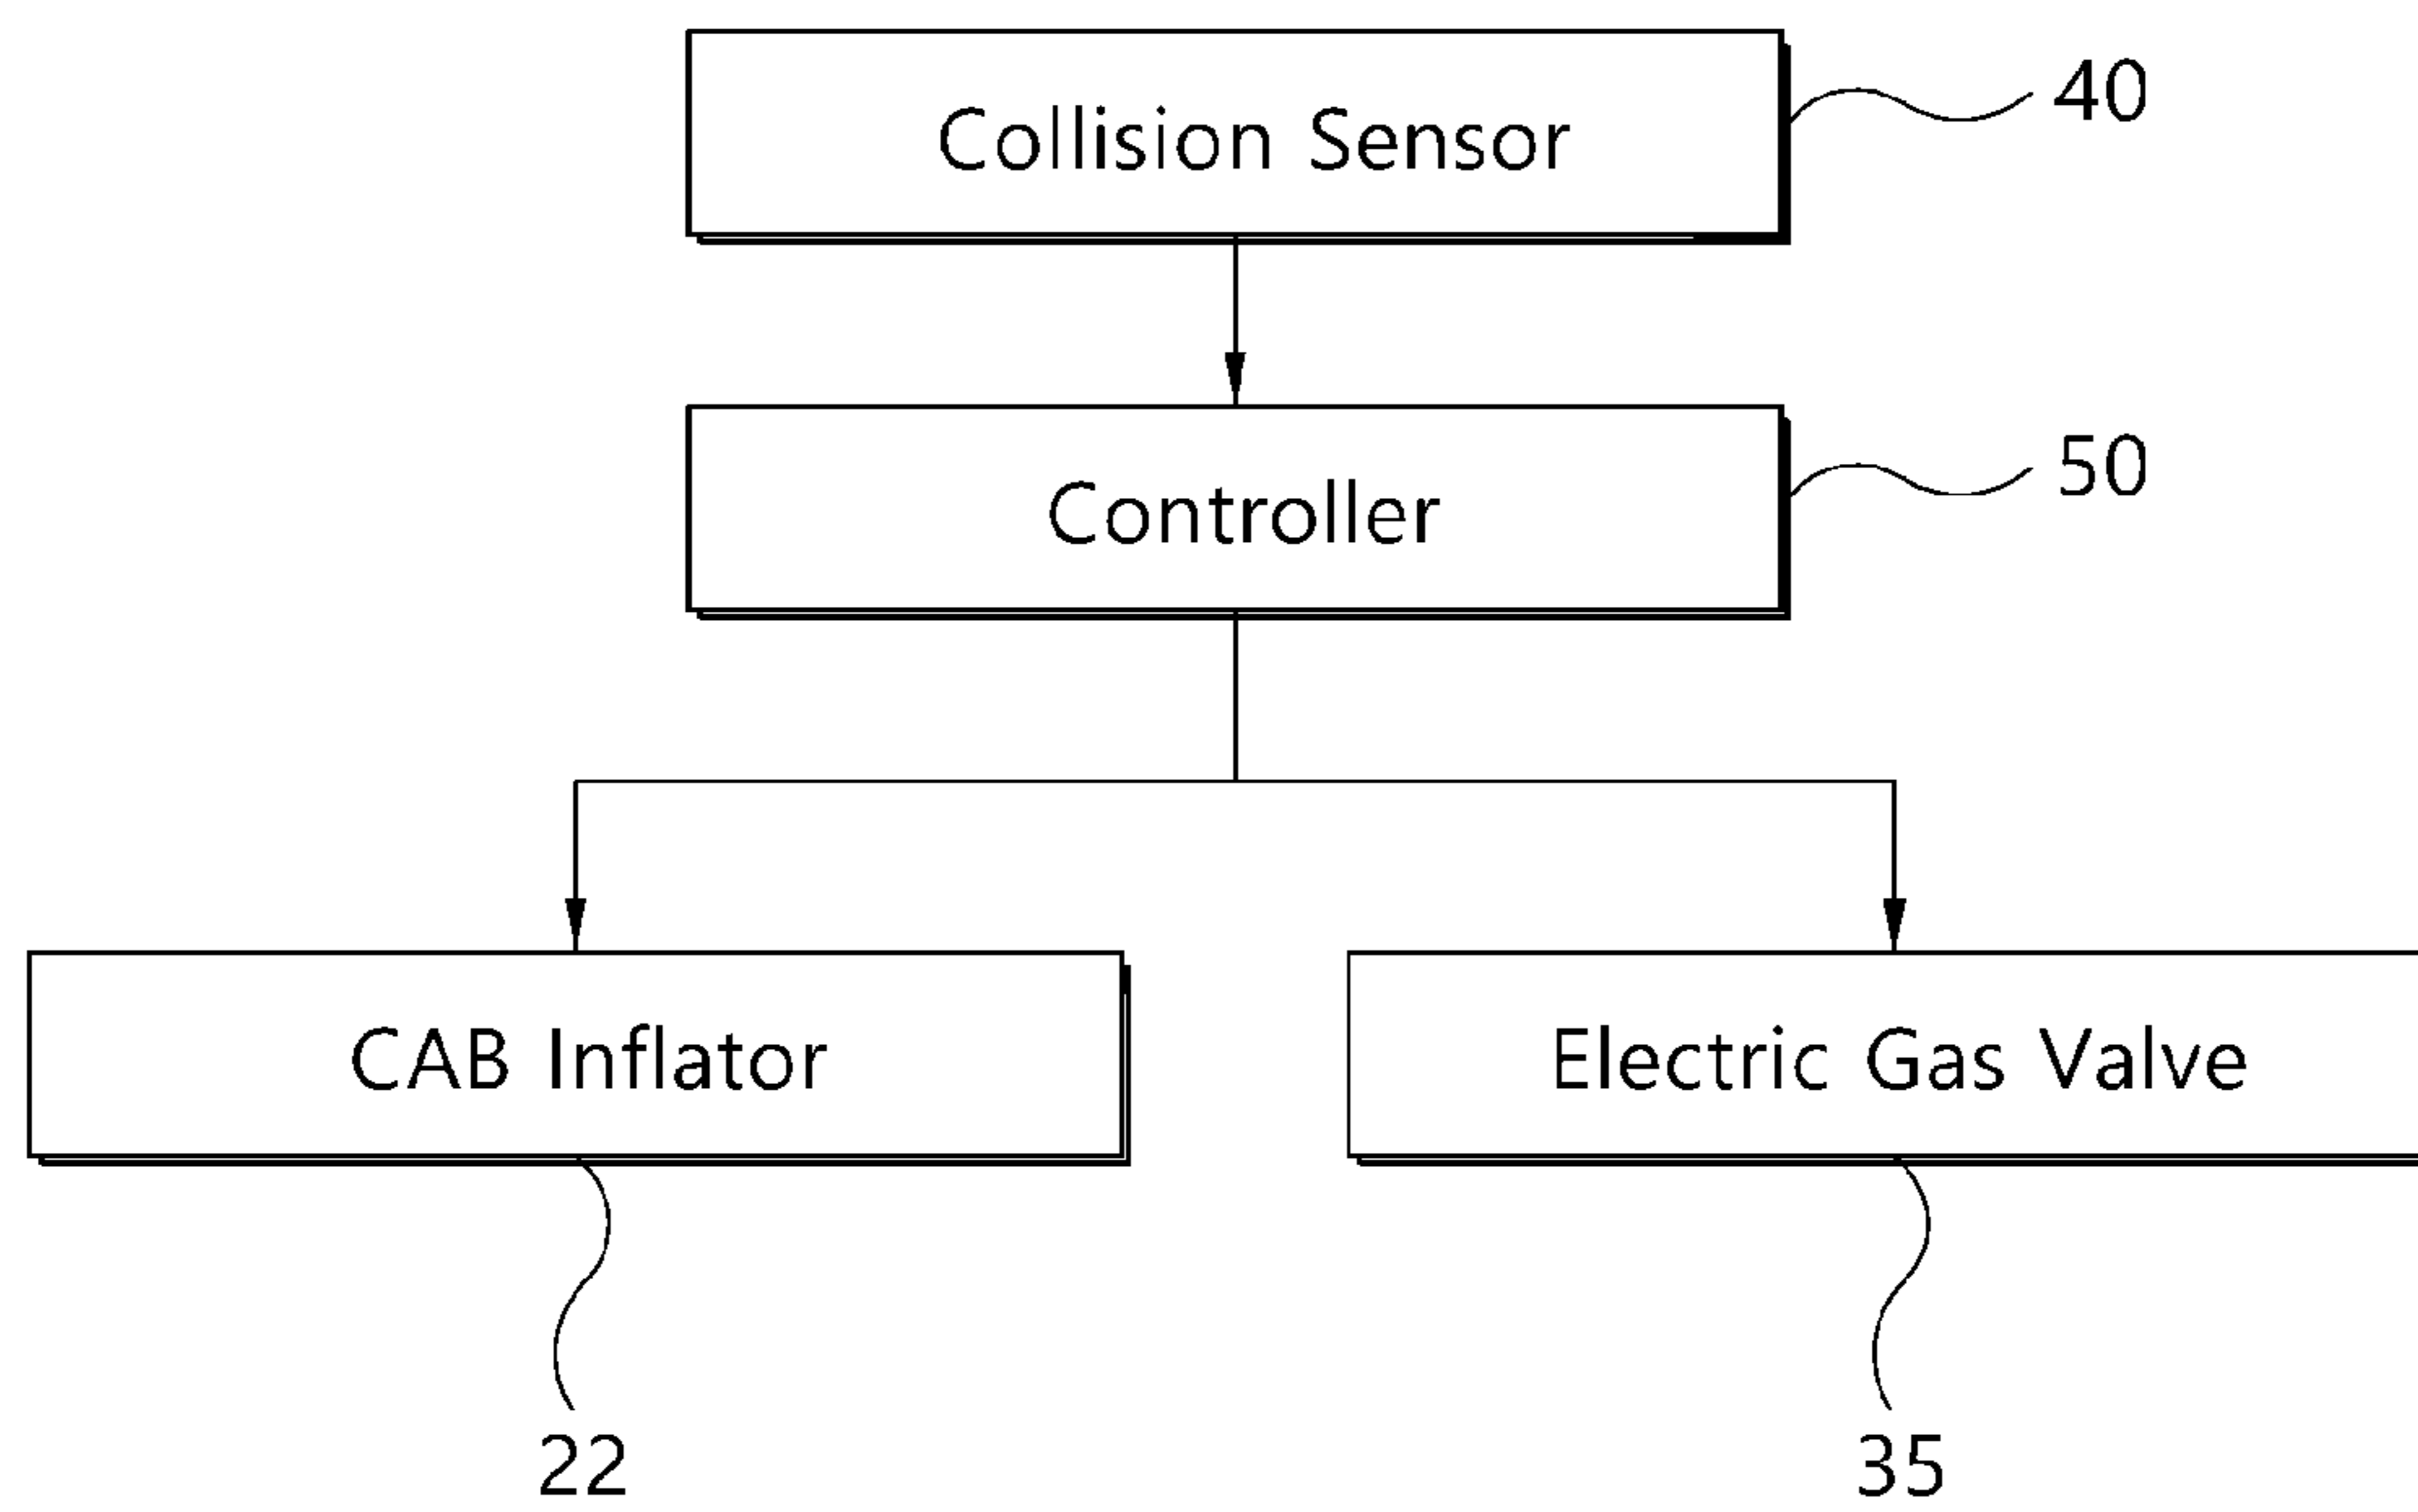 Collision Sensor
40
Controller
50
CAB Inflator
Electric Gas Valve
22
35